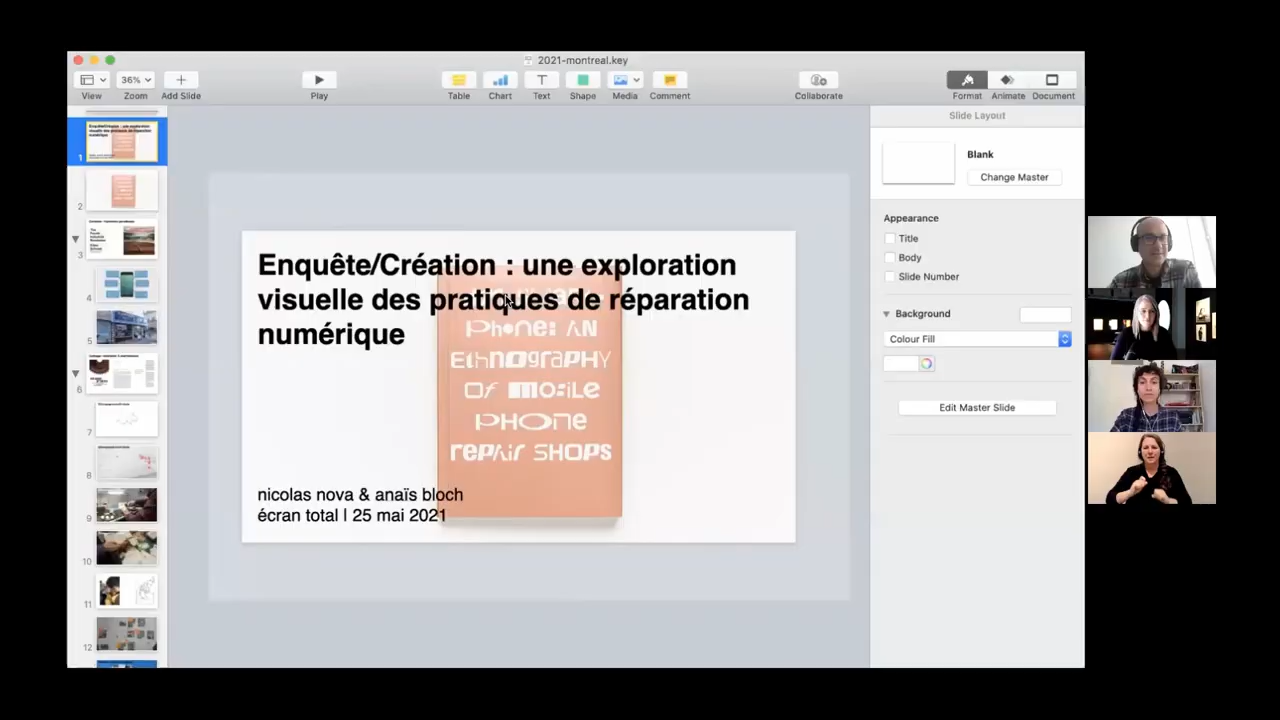 2021-montreal.key
36%
View
Zoom
Add Slide
Play
Table
Chart
Text
Shape
Media
Comment
Collaborate
Format
Animate
Document
Slide Layout
Blank
Change Master
Appearance
Title
Body
Slide Number
Background
Colour Fill
Edit Master Slide
1
2
3
4
5
6
7
8
9
10
11
12
Enquête/Création : une exploration
visuelle des pratiques de réparation
numérique
Phone: AN
EthnograPHY
Of mobile
PHOne
repair SHOPS
nicolas nova & anaïs bloch
écran total | 25 mai 2021